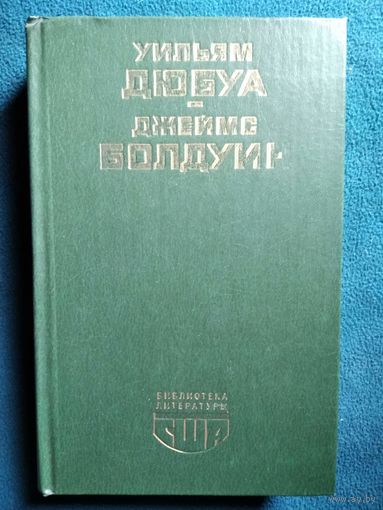 УИЛЬЯМ
ДЮБУА
-
ДЖЕЙМС
БОЛДУИН
БИБЛИОТЕКА
ЛИТЕРАТУРЫ
США